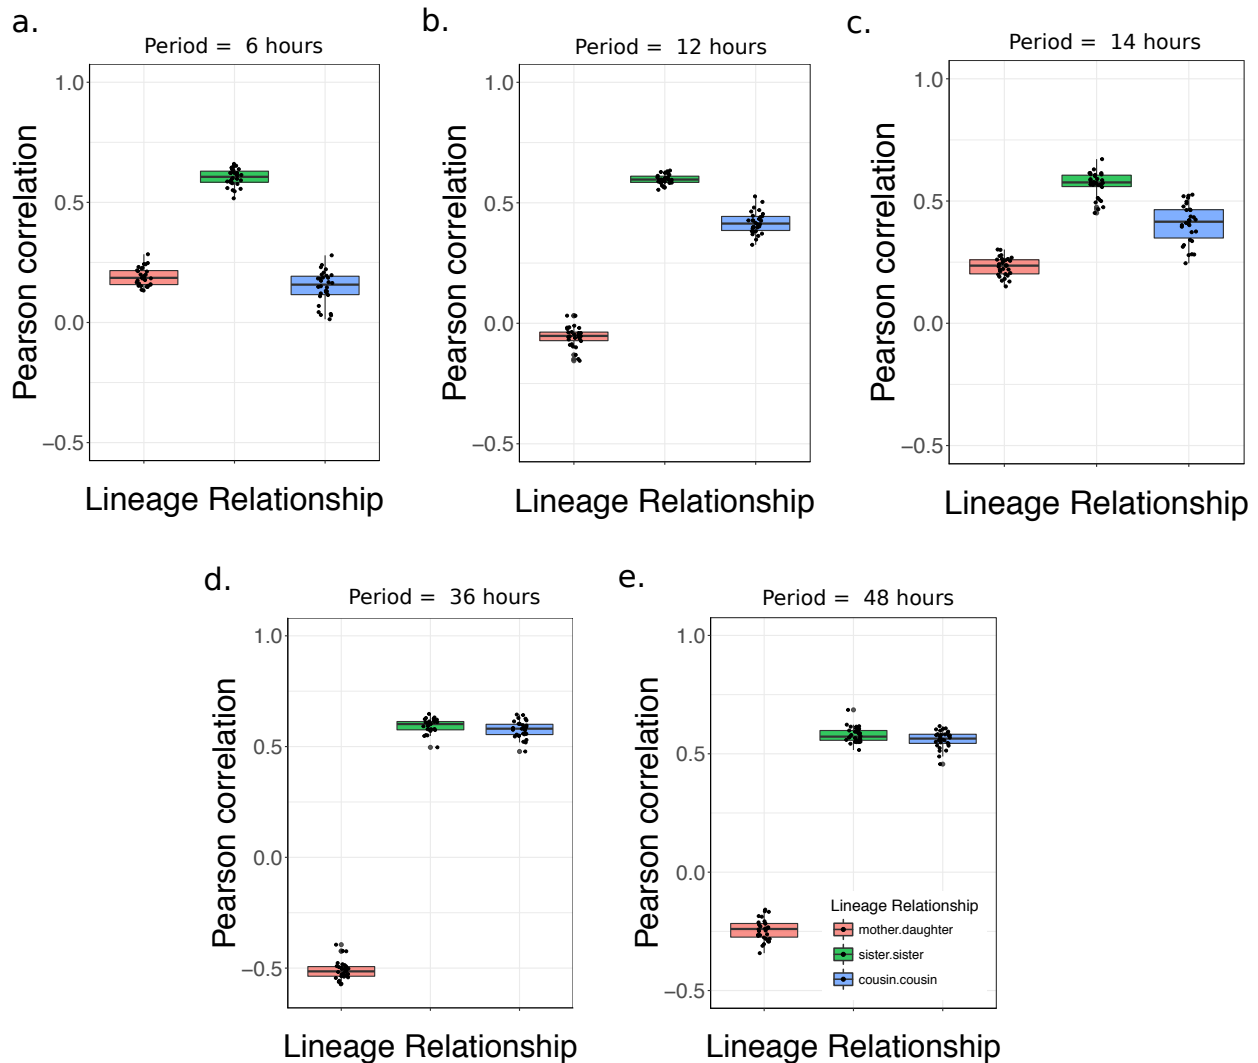 a.
Period = 6 hours
Pearson correlation
1.0
0.5
0.0
−0.5
Lineage Relationship
b.
Period = 12 hours
Pearson correlation
1.0
0.5
0.0
−0.5
Lineage Relationship
c.
Period = 14 hours
Pearson correlation
1.0
0.5
0.0
−0.5
Lineage Relationship
d.
Period = 36 hours
Pearson correlation
1.0
0.5
0.0
−0.5
Lineage Relationship
e.
Period = 48 hours
Pearson correlation
1.0
0.5
0.0
−0.5
Lineage Relationship
mother.daughter
sister.sister
cousin.cousin
Lineage Relationship